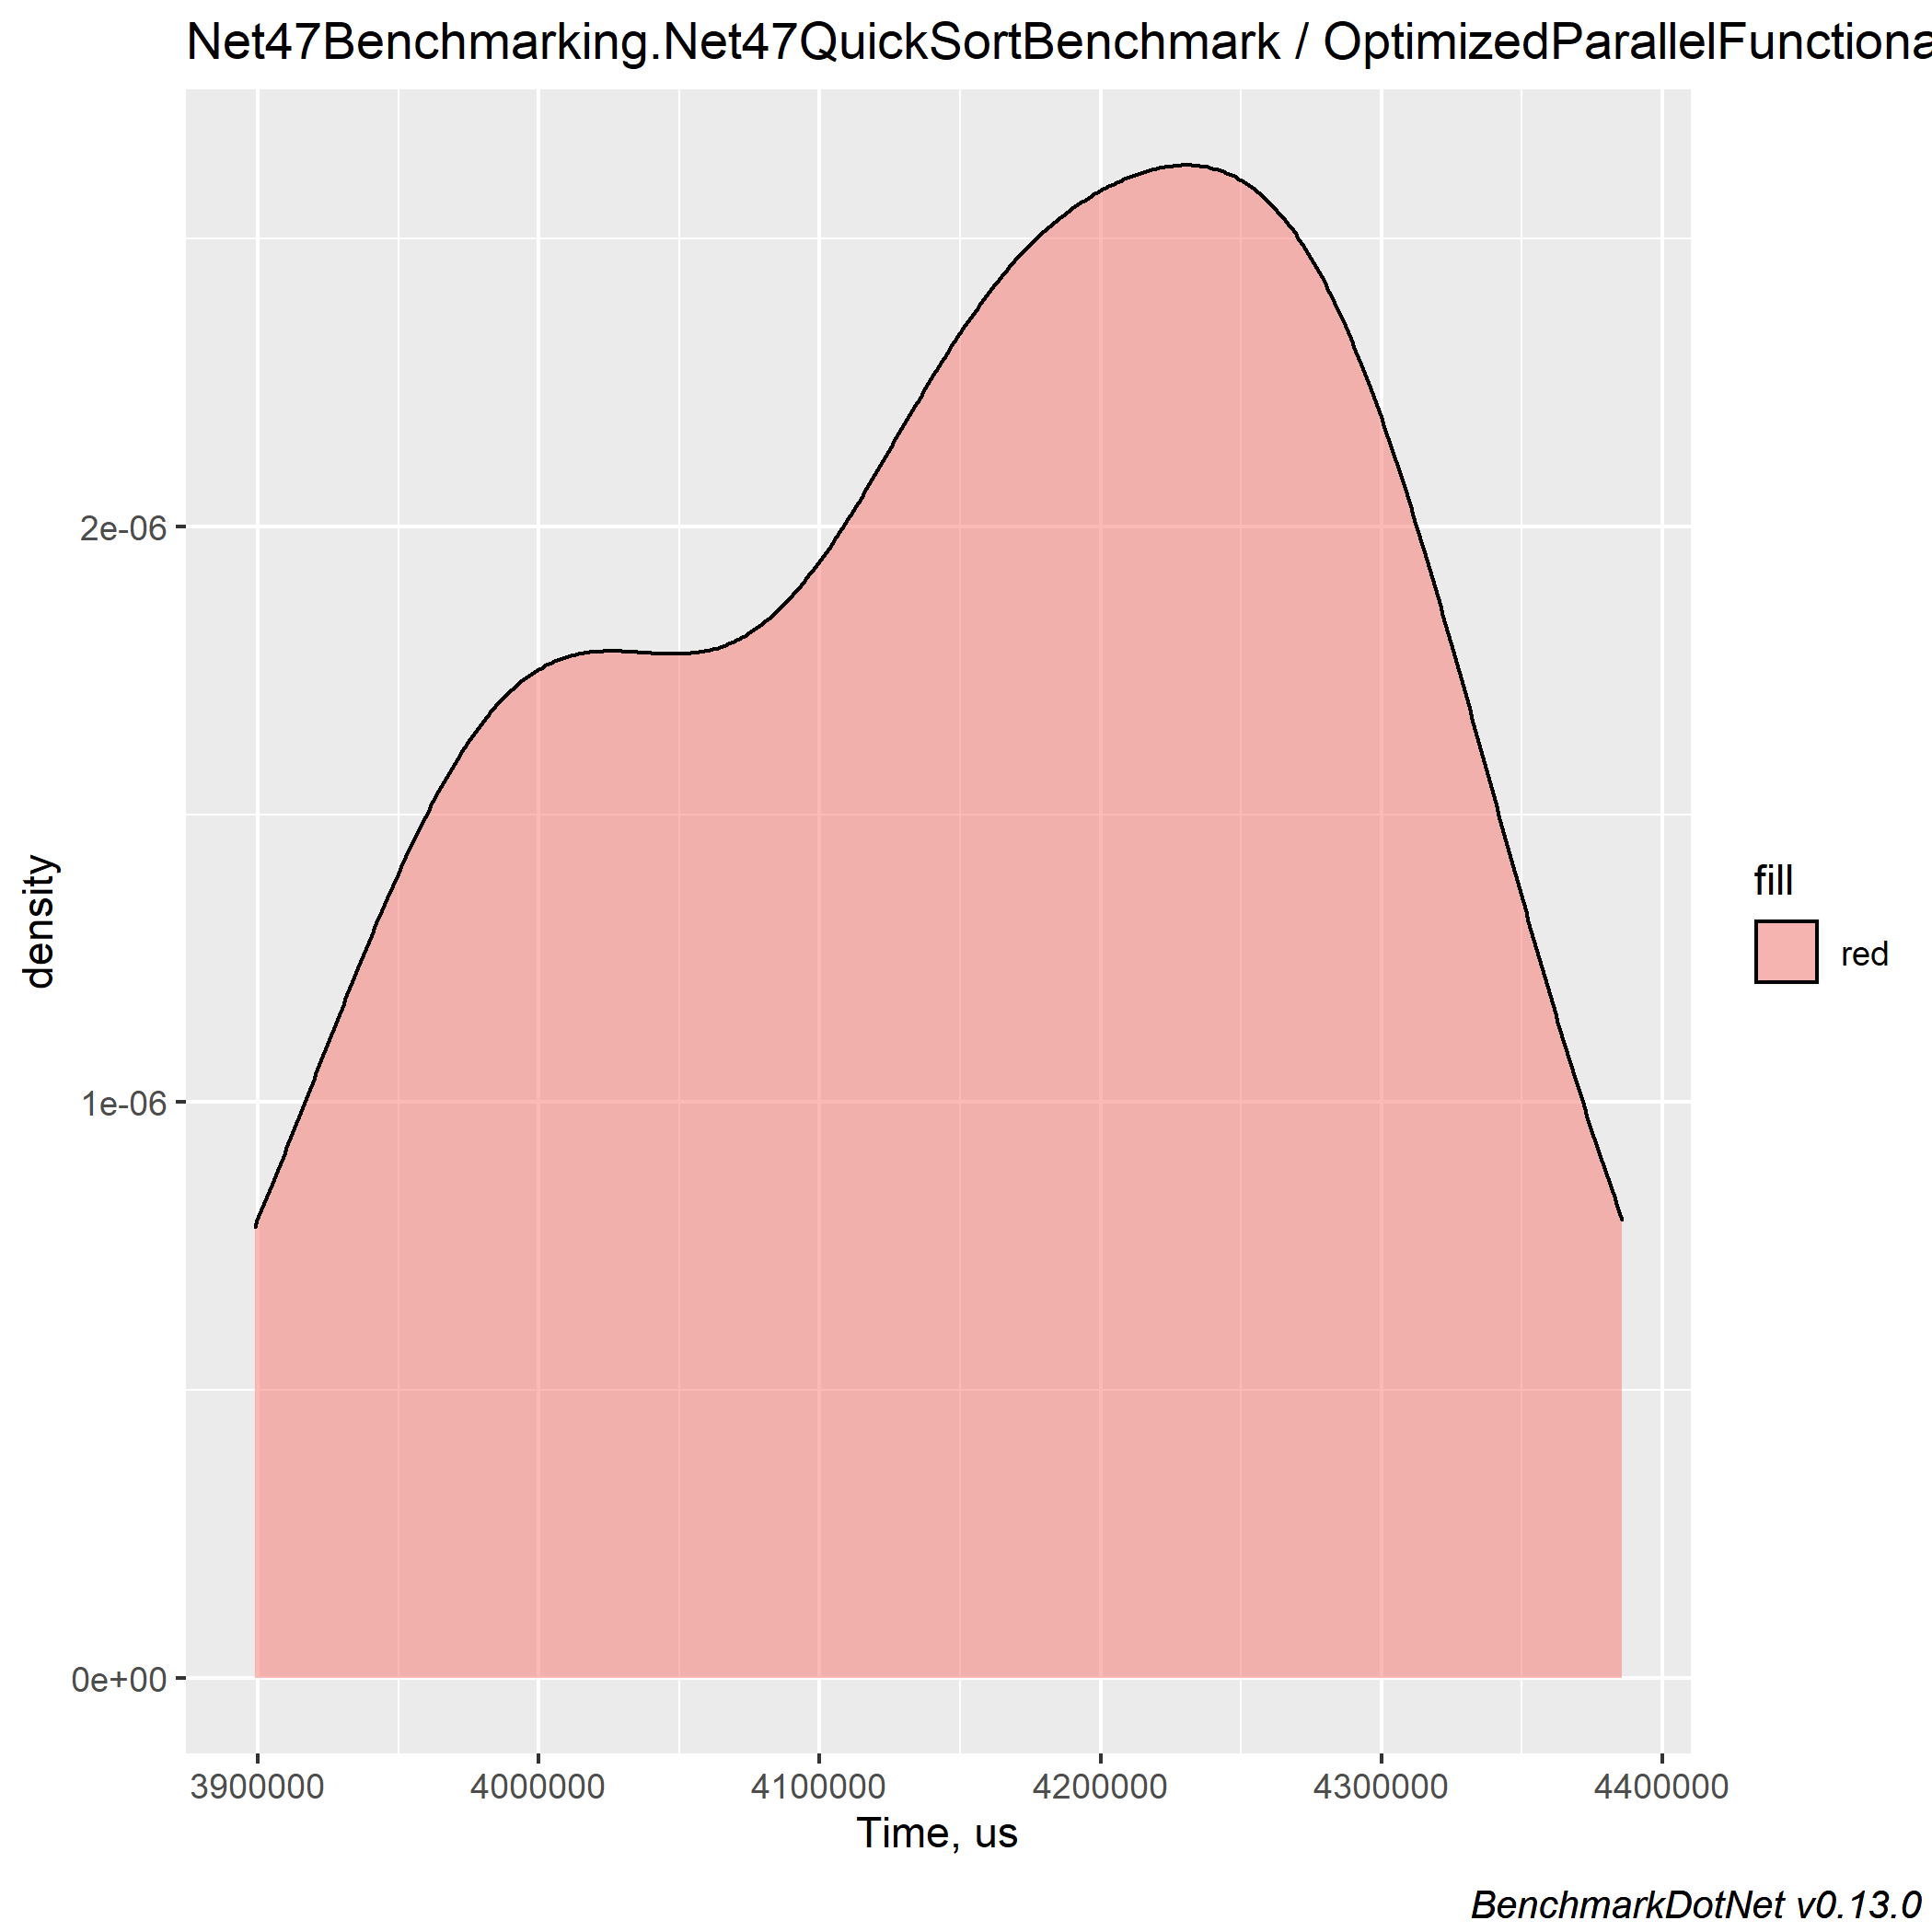 Net47Benchmarking.Net47QuickSortBenchmark / OptimizedParallelFunctiona
2e-06
1e-06
0e+00
density
3900000 4000000 4100000 4200000 4300000 4400000
Time, us
fill
red
BenchmarkDotNet v0.13.0